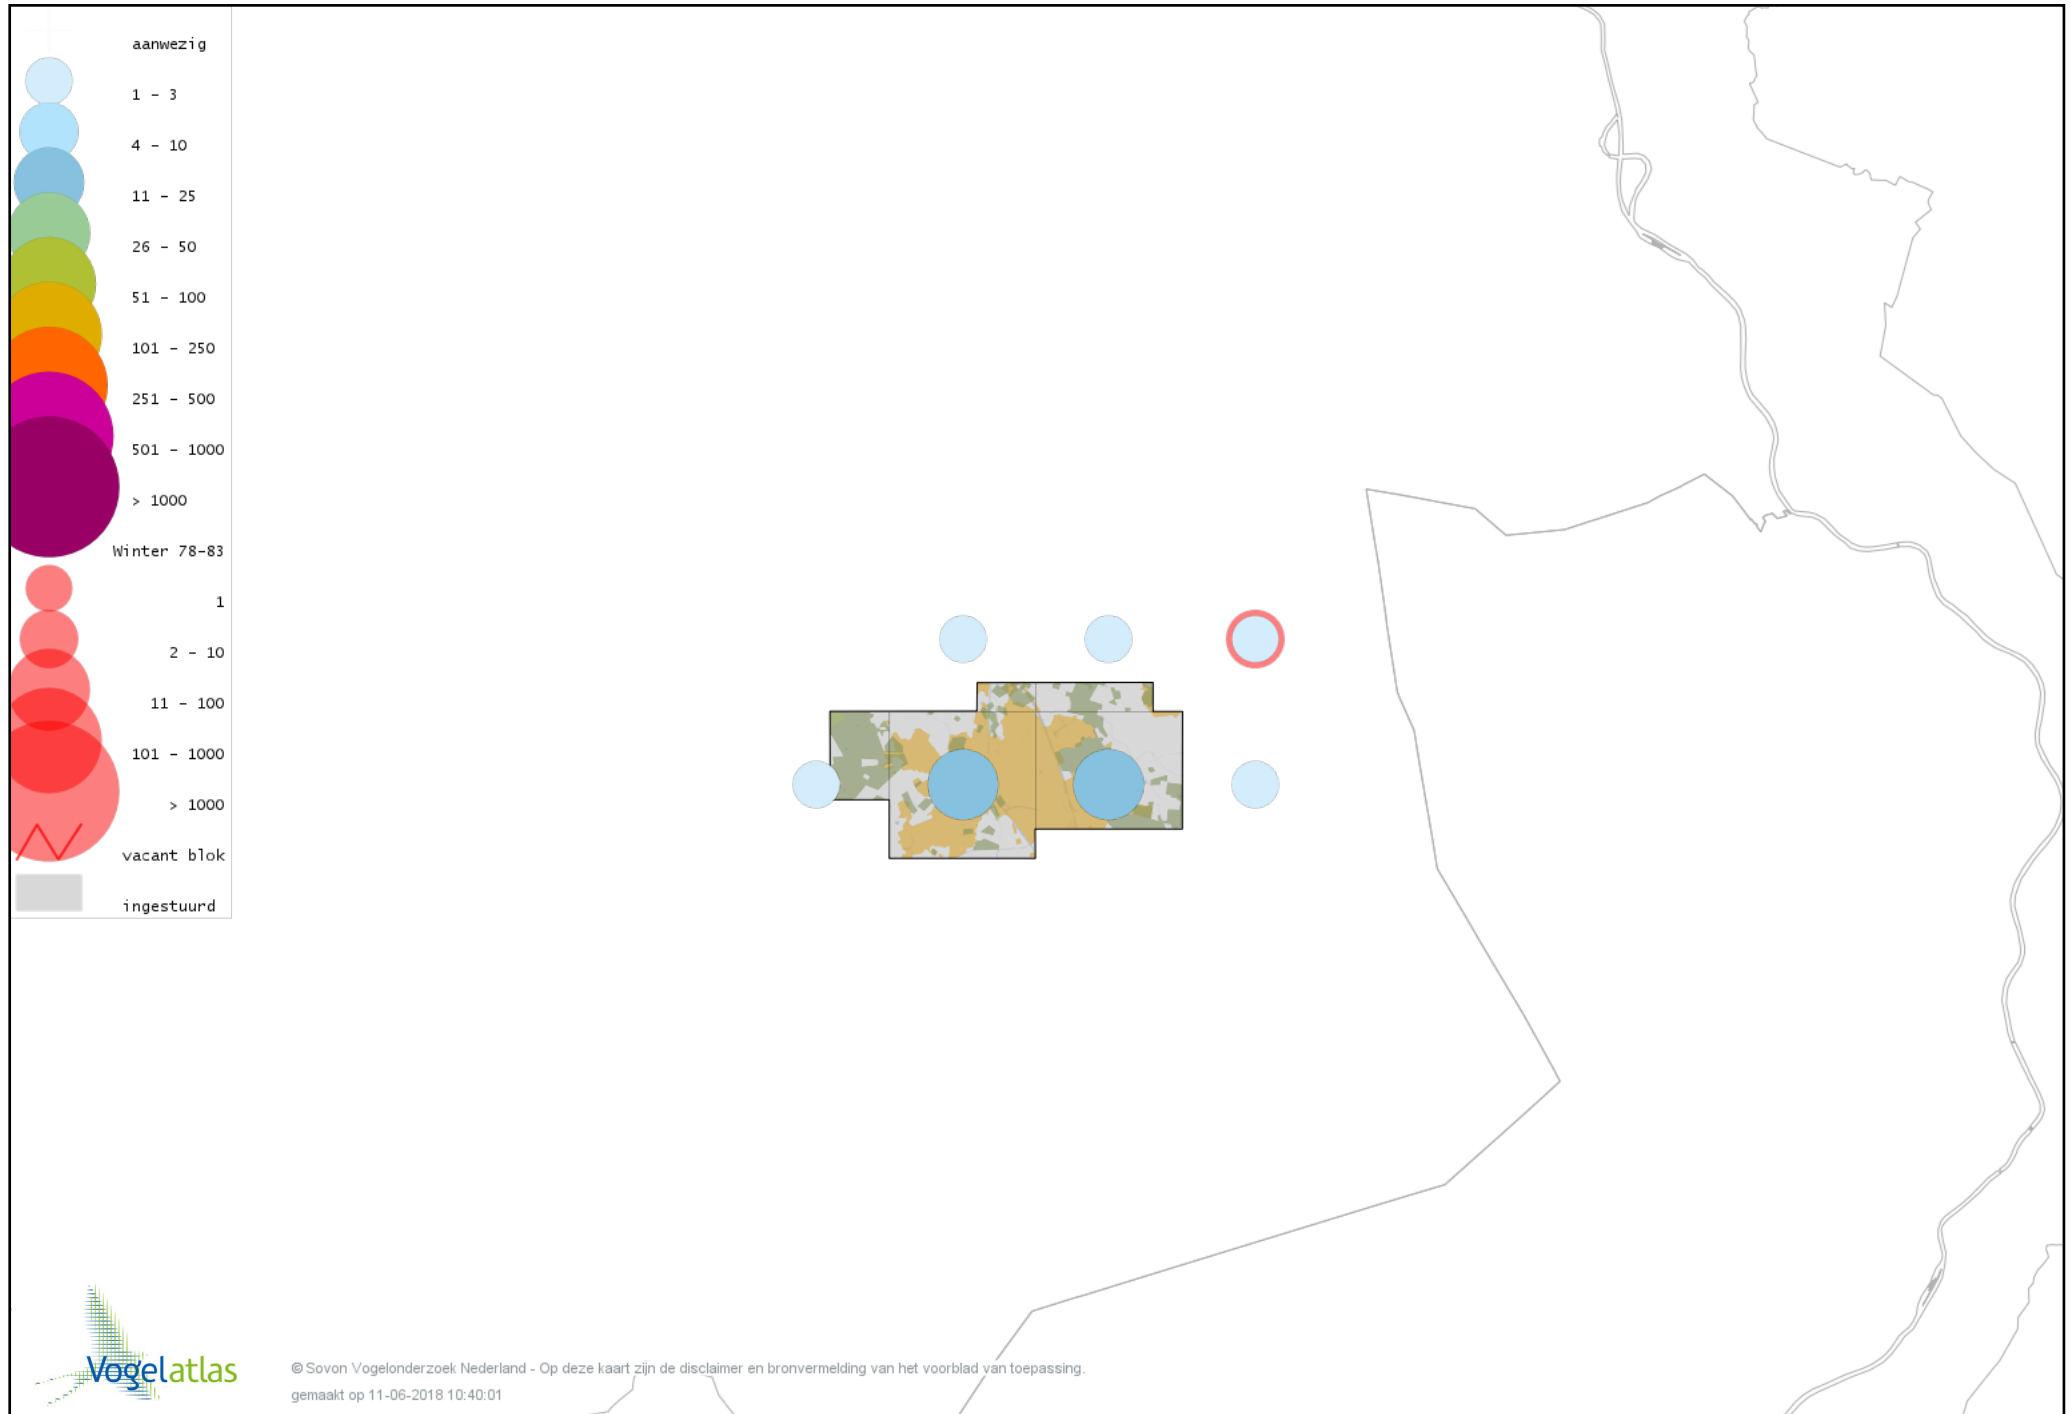 aanwezig
1 - 3
4 - 10
11 - 25
26 - 50
51 - 100
101 - 250
251 - 500
501 - 1000
> 1000
Winter 78-83
1
2 - 10
11 - 100
101 - 1000
> 1000
vacant blok
ingestuurd
Vogelatlas
© Sovon Vogelonderzoek Nederland - Op deze kaart zijn de disclaimer en bronvermelding van het voorblad van toepassing.
gemaakt op 11-06-2018 10:40:01